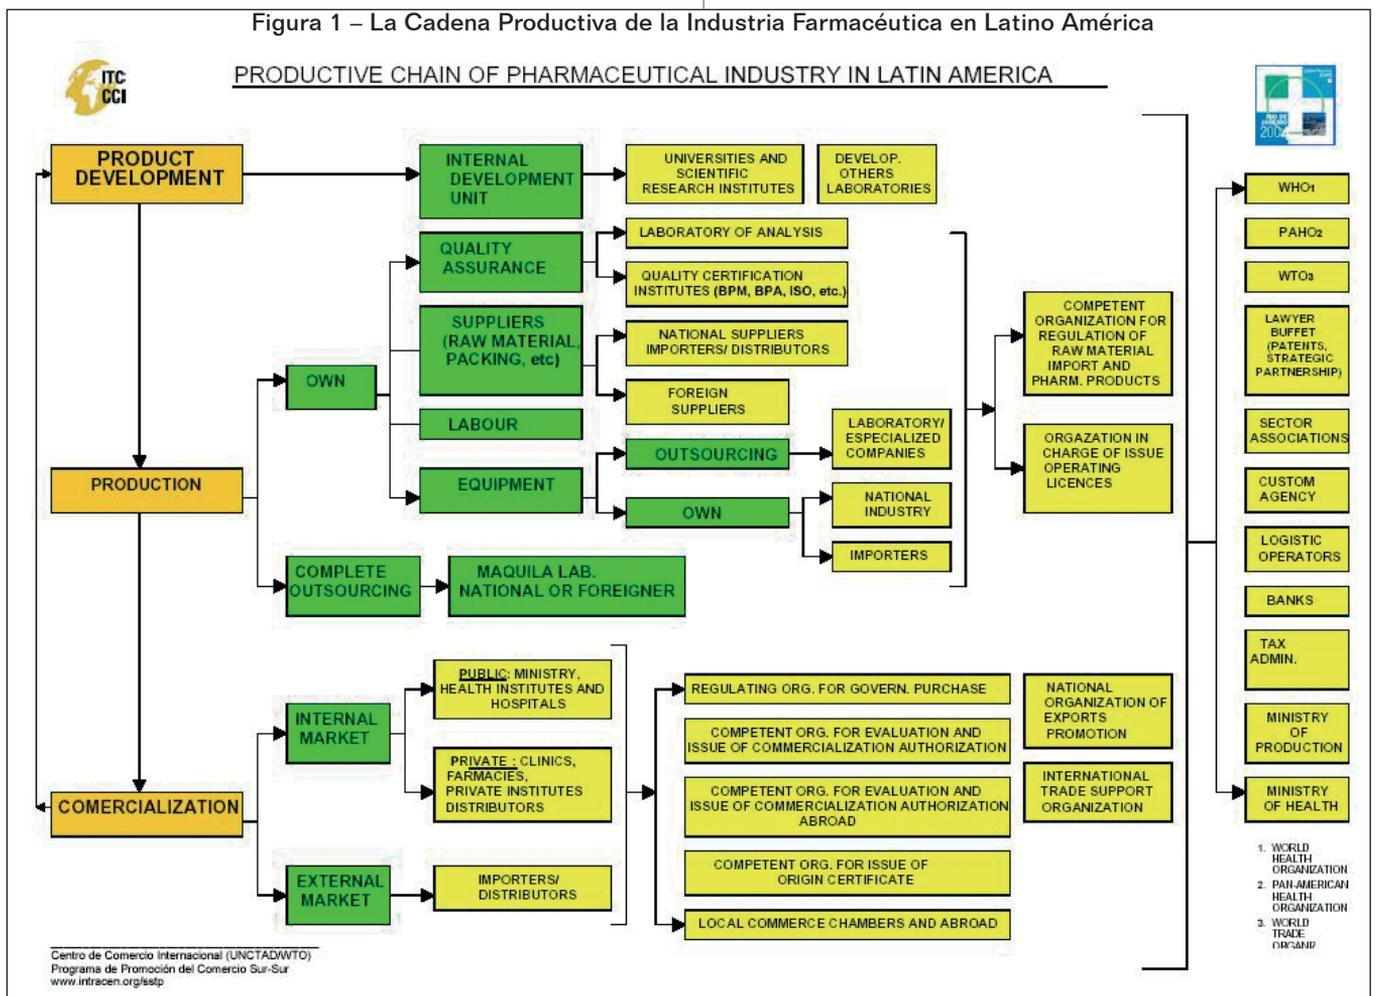 Figura 1 – La Cadena Productiva de la Industria Farmacéutica en Latino América
ITC
CCI
PRODUCTIVE CHAIN OF PHARMACEUTICAL INDUSTRY IN LATIN AMERICA
RIO DE
JANEIRO
PRODUCT
DEVELOPMENT
INTERNAL
DEVELOPMENT
UNIT
UNIVERSITIES AND
SCIENTIFIC
RESEARCH INSTITUTES
DEVELOP.
OTHERS
LABORATORIES
QUALITY
ASSURANCE
LABORATORY OF ANALYSIS
QUALITY CERTIFICATION
INSTITUTES (BPM, BPA, ISO, etc.)
SUPPLIERS
(RAW MATERIAL,
PACKING, etc)
NATIONAL SUPPLIERS
IMPORTERS/ DISTRIBUTORS
FOREIGN
SUPPLIERS
OWN
LABOUR
PRODUCTION
EQUIPMENT
OUTSOURCING
LABORATORY/
ESPECIALIZED
COMPANIES
OWN
NATIONAL
INDUSTRY
IMPORTERS
COMPLETE
OUTSOURCING
MAQUILA LAB.
NATIONAL OR FOREIGNER
COMPETENT
ORGANIZATION FOR
REGULATION OF
RAW MATERIAL
IMPORT AND
PHARM. PRODUCTS
ORGAZATION IN
CHARGE OF ISSUE
OPERATING
LICENCES
COMERCIALIZATION
INTERNAL
MARKET
PUBLIC: MINISTRY,
HEALTH INSTITUTES AND
HOSPITALS
PRIVATE : CLINICS,
FARMACIES,
PRIVATE INSTITUTES
DISTRIBUTORS
EXTERNAL
MARKET
IMPORTERS/
DISTRIBUTORS
REGULATING ORG. FOR GOVERN. PURCHASE
COMPETENT ORG. FOR EVALUATION AND
ISSUE OF COMMERCIALIZATION AUTHORIZATION
COMPETENT ORG. FOR EVALUATION AND
ISSUE OF COMMERCIALIZATION AUTHORIZATION
ABROAD
COMPETENT ORG. FOR ISSUE OF
ORIGIN CERTIFICATE
LOCAL COMMERCE CHAMBERS AND ABROAD
NATIONAL
ORGANIZATION OF
EXPORTS
PROMOTION
INTERNATIONAL
TRADE SUPPORT
ORGANIZATION
WHO1
PAHO2
WTO3
LAWYER
BUFFET
(PATENTS,
STRATEGIC
PARTNERSHIP)
SECTOR
ASSOCIATIONS
CUSTOM
AGENCY
LOGISTIC
OPERATORS
BANKS
TAX
ADMIN.
MINISTRY
OF
PRODUCTION
MINISTRY
OF HEALTH
1. WORLD
HEALTH
ORGANIZATION
2. PAN-AMERICAN
HEALTH
ORGANIZATION
3. WORLD
TRADE
ORGANIZ
Centro de Comercio Internacional (UNCTAD/WTO)
Programa de Promoción del Comercio Sur-Sur
www.intracen.org/sstp